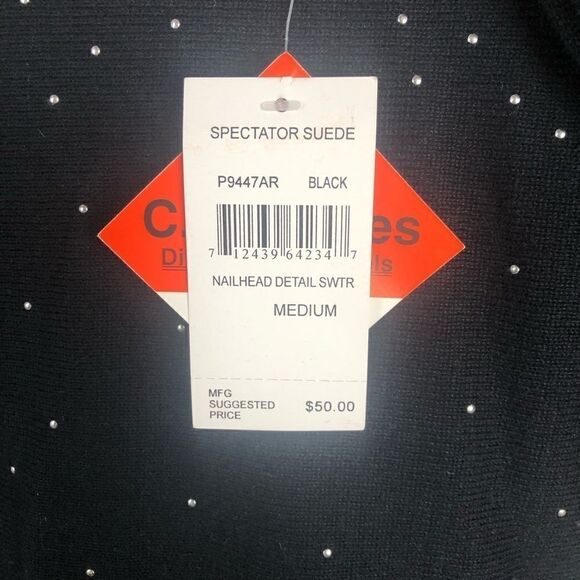 SPECTATOR SUEDE
P9447AR BLACK
7 12439 64234 7
NAILHEAD DETAIL SWTR
MEDIUM
MFG
SUGGESTED
PRICE
$50.00